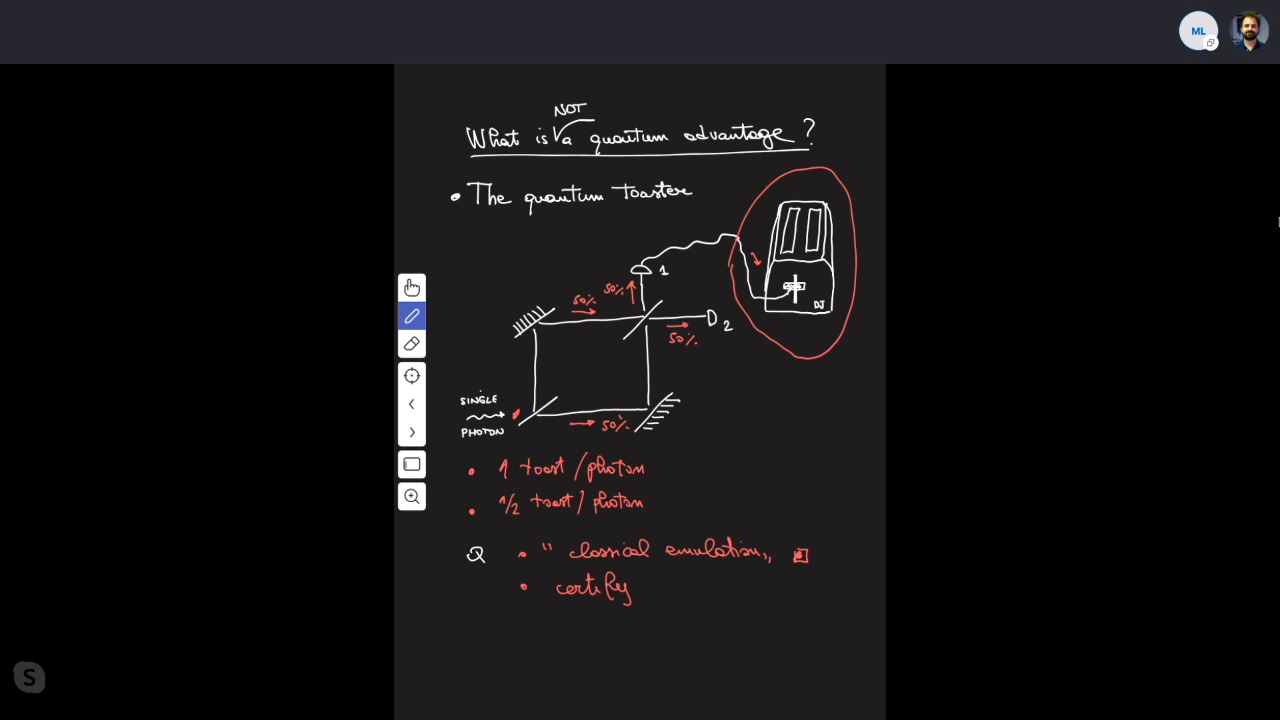 ML
NOT
What is a quantum advantage?
• The quantum toaster
1
50%
50%
D 2
50%
DJ
SINGLE
PHOTON
50%
• 1 toast/photon
• 1/2 toast/photon
Q • " classical emulation,,
• certify
S